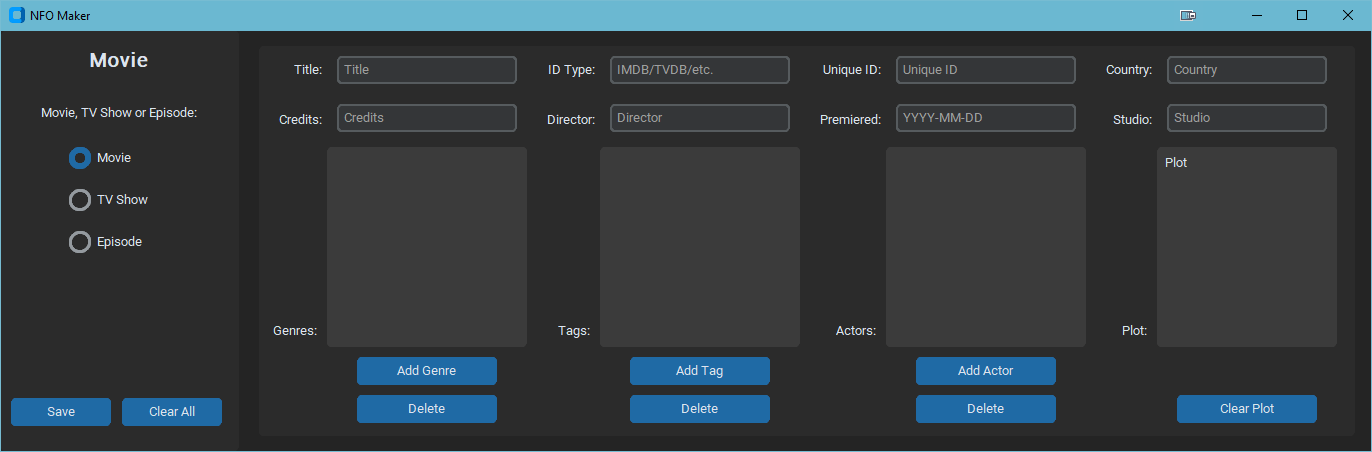 NFO Maker
Movie
Movie, TV Show or Episode:
Movie
TV Show
Episode
Save Clear All
Title: Title ID Type: IMDB/TVDB/etc. Unique ID: Unique ID Country: Country
Credits: Credits Director: Director Premiered: YYYY-MM-DD Studio: Studio
Plot
Genres: Tags: Actors: Plot:
Add Genre Add Tag Add Actor
Delete Delete Delete Clear Plot